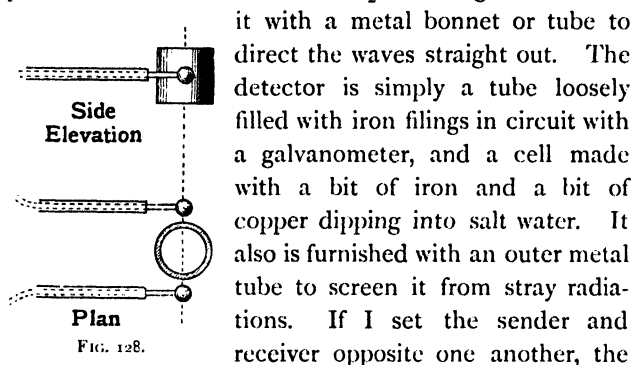 it with a metal bonnet or tube to
direct the waves straight out. The
detector is simply a tube loosely
filled with iron filings in circuit with
a galvanometer, and a cell made
with a bit of iron and a bit of
copper dipping into salt water. It
also is furnished with an outer metal
tube to screen it from stray radia-
tions. If I set the sender and
receiver opposite one another, the
Side
Elevation
Plan
Fig. 128.